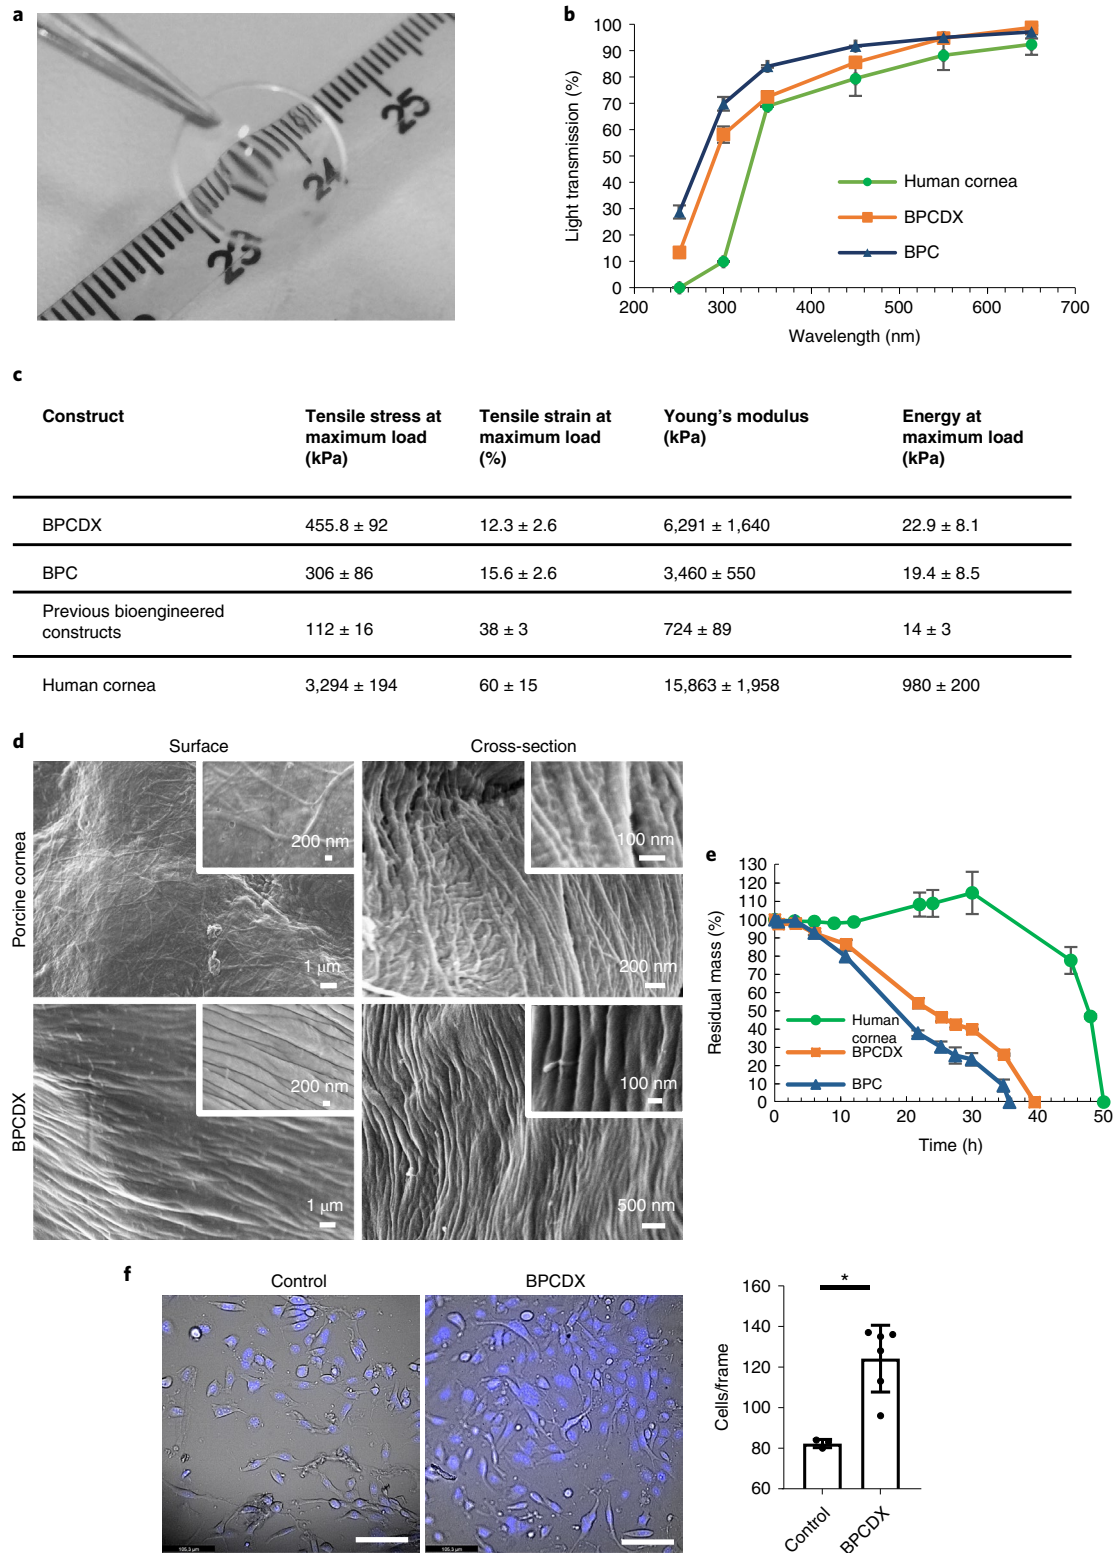 a
23
24
25
b
Light transmission (%)
100
90
80
70
60
50
40
30
20
10
0
200 300 400 500 600 700
Wavelength (nm)
Human cornea
BPCDX
BPC
c
Construct Tensile stress at maximum load (kPa) Tensile strain at maximum load (%) Young's modulus (kPa) Energy at maximum load (kPa)
BPCDX 455.8 ± 92 12.3 ± 2.6 6,291 ± 1,640 22.9 ± 8.1
BPC 306 ± 86 15.6 ± 2.6 3,460 ± 550 19.4 ± 8.5
Previous bioengineered
constructs 112 ± 16 38 ± 3 724 ± 89 14 ± 3
Human cornea 3,294 ± 194 60 ± 15 15,863 ± 1,958 980 ± 200
d
Surface Cross-section
Porcine cornea
200 nm
1 μm
100 nm
200 nm
BPCDX
200 nm
1 μm
100 nm
500 nm
e
Residual mass (%)
130
120
110
100
90
80
70
60
50
40
30
20
10
0
0 10 20 30 40 50
Time (h)
Human
cornea
BPCDX
BPC
f
Control BPCDX
105.3 μm
105.3 μm
Cells/frame
160
140
120
100
80
60
*
Control BPCDX